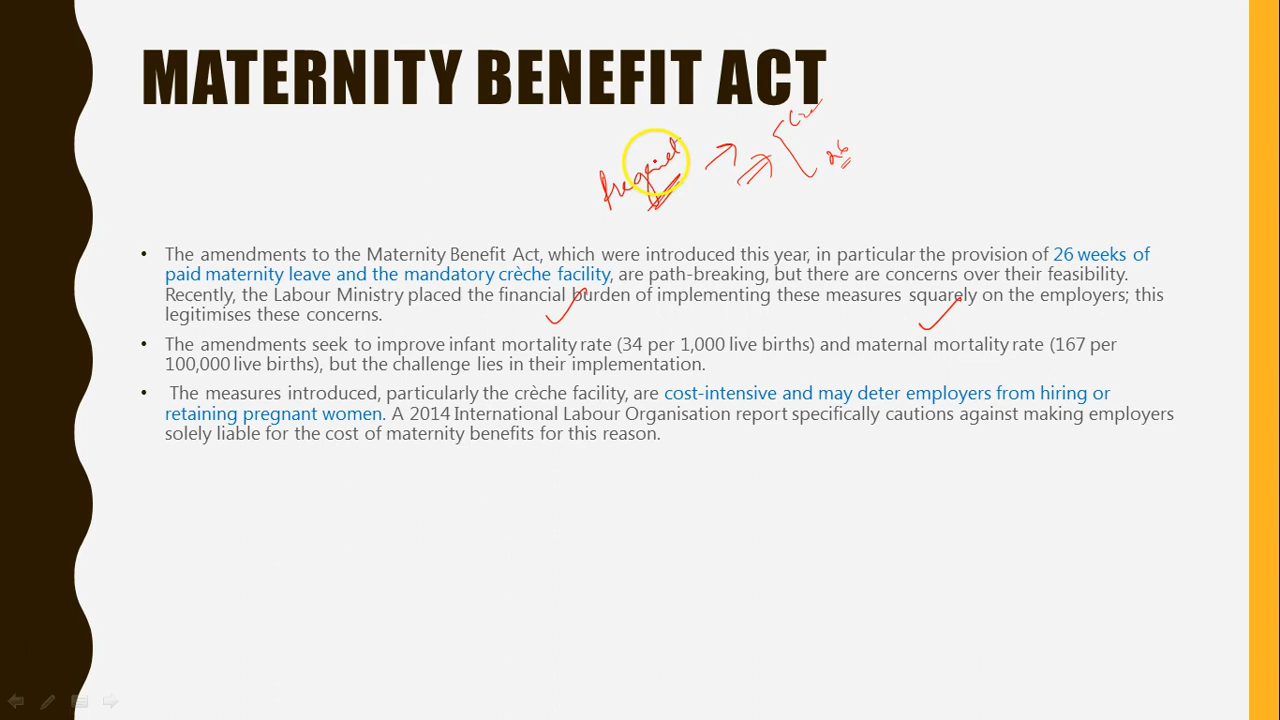 MATERNITY BENEFIT ACT
26
• The amendments to the Maternity Benefit Act, which were introduced this year, in particular the provision of 26 weeks of
paid maternity leave and the mandatory crèche facility, are path-breaking, but there are concerns over their feasibility.
Recently, the Labour Ministry placed the financial burden of implementing these measures squarely on the employers; this
legitimises these concerns.
• The amendments seek to improve infant mortality rate (34 per 1,000 live births) and maternal mortality rate (167 per
100,000 live births), but the challenge lies in their implementation.
• The measures introduced, particularly the crèche facility, are cost-intensive and may deter employers from hiring or
retaining pregnant women. A 2014 International Labour Organisation report specifically cautions against making employers
solely liable for the cost of maternity benefits for this reason.